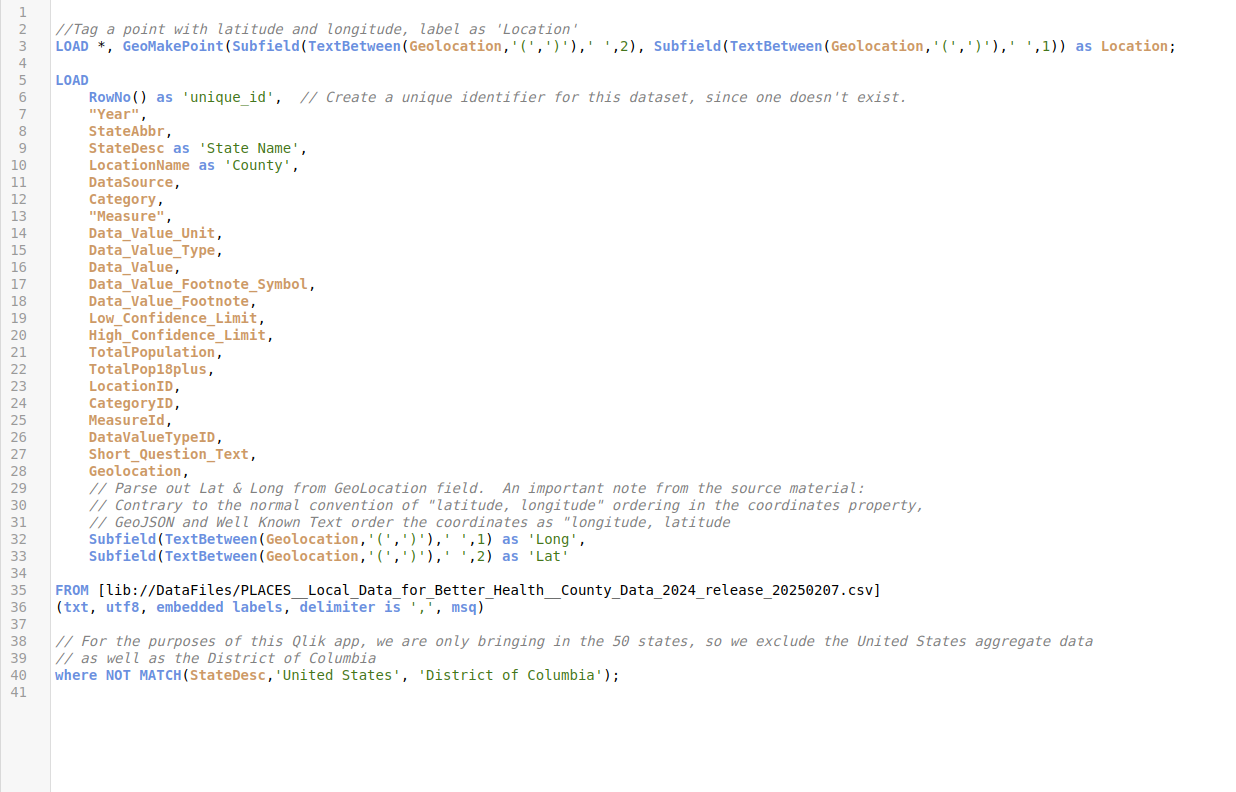 1
2 //Tag a point with latitude and longitude, label as 'Location'
3 LOAD *, GeoMakePoint(Subfield(TextBetween(Geolocation,'(',')'),' ',2), Subfield(TextBetween(Geolocation,'(',')'),' ',1)) as Location;
4
5 LOAD
6 RowNo() as 'unique_id',  // Create a unique identifier for this dataset, since one doesn't exist.
7 "Year",
8 StateAbbr,
9 StateDesc as 'State Name',
10 LocationName as 'County',
11 DataSource,
12 Category,
13 "Measure",
14 Data_Value_Unit,
15 Data_Value_Type,
16 Data_Value,
17 Data_Value_Footnote_Symbol,
18 Data_Value_Footnote,
19 Low_Confidence_Limit,
20 High_Confidence_Limit,
21 TotalPopulation,
22 TotalPop18plus,
23 LocationID,
24 CategoryID,
25 MeasureId,
26 DataValueTypeID,
27 Short_Question_Text,
28 Geolocation,
29 // Parse out Lat & Long from GeoLocation field.  An important note from the source material:
30 // Contrary to the normal convention of "latitude, longitude" ordering in the coordinates property,
31 // GeoJSON and Well Known Text order the coordinates as "longitude, latitude
32 Subfield(TextBetween(Geolocation,'(',')'),' ',1) as 'Long',
33 Subfield(TextBetween(Geolocation,'(',')'),' ',2) as 'Lat'
34
35 FROM [lib://DataFiles/PLACES__Local_Data_for_Better_Health__County_Data_2024_release_20250207.csv]
36 (txt, utf8, embedded labels, delimiter is ',', msq)
37
38 // For the purposes of this Qlik app, we are only bringing in the 50 states, so we exclude the United States aggregate data
39 // as well as the District of Columbia
40 where NOT MATCH(StateDesc,'United States', 'District of Columbia');
41